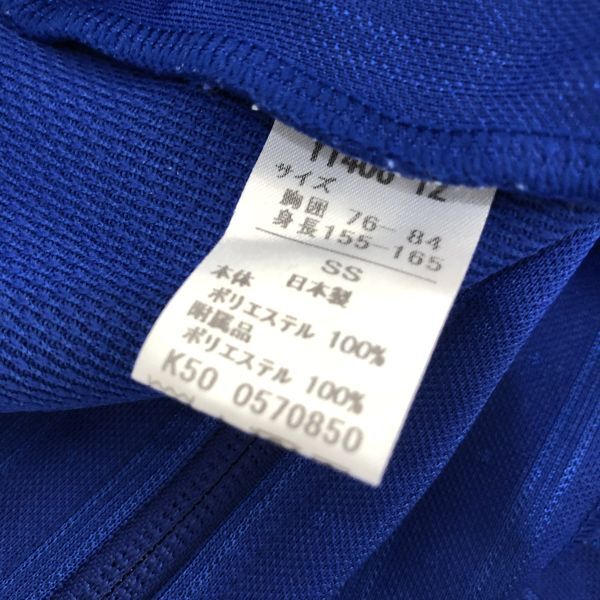 サイズ
胸囲 76-84
身長155-165
SS
本体 日本製
ポリエステル 100%
附属品
ポリエステル 100%
K50 0570850